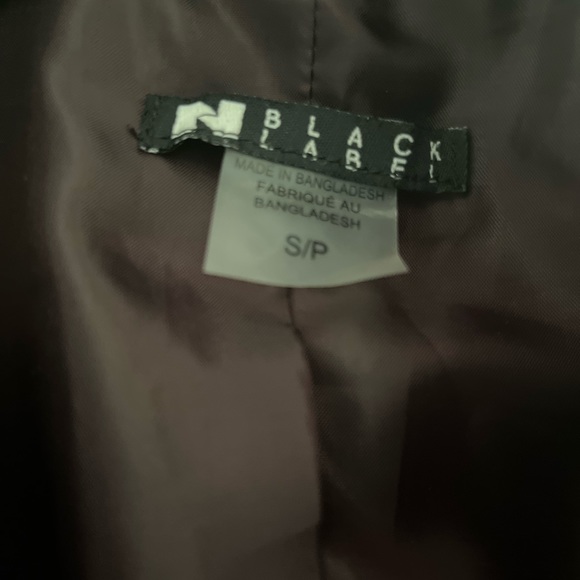 N BLACK
LABEL
MADE IN BANGLADESH
FABRIQUÉ AU
BANGLADESH
S/P